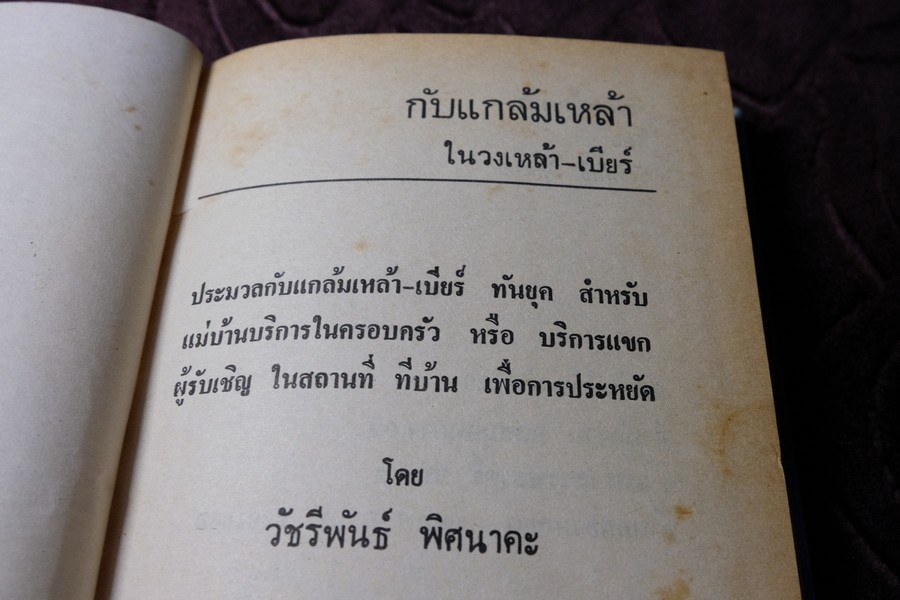 กับแกล้มเหล้า
ในวงเหล้า-เบียร์
ประมวลกับแกล้มเหล้า-เบียร์ ทันยุค สำหรับ
แม่บ้านบริการในครอบครัว หรือ บริการแขก
ผู้รับเชิญ ในสถานที่ ที่บ้าน เพื่อการประหยัด
โดย
วัชรีพันธ์ พิศนาคะ